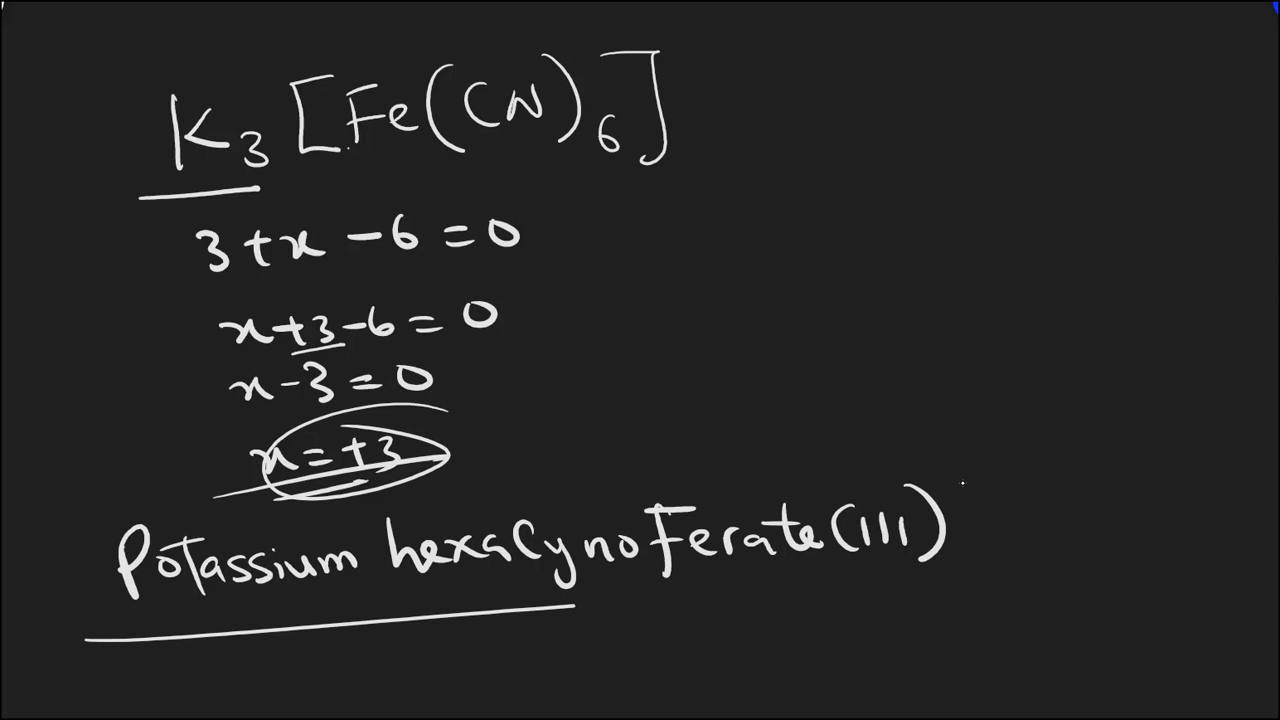 K3[Fe(CN)6]
3+x-6=0
x+3-6=0
x-3=0
x=+3
Potassium hexacynoFerate(III)